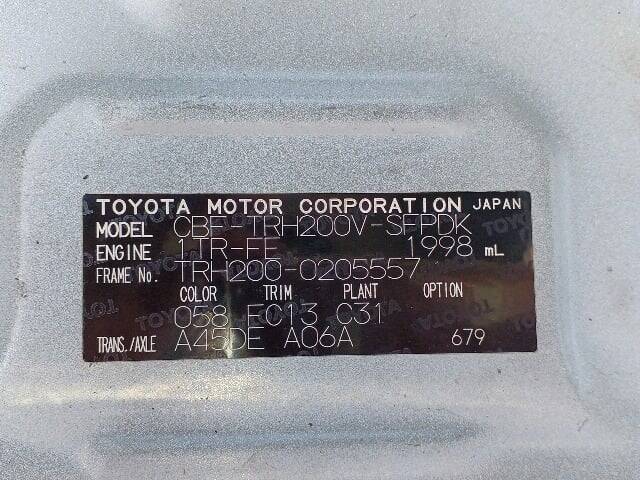 TOYOTA MOTOR CORPORATION JAPAN
MODEL CBF-TRH200V-SFPDK
ENGINE 1TR-FE 1998 mL
FRAME No. TRH200-0205557
COLOR TRIM PLANT OPTION
058 FC13 C31
TRANS./AXLE A45DE A06A 679